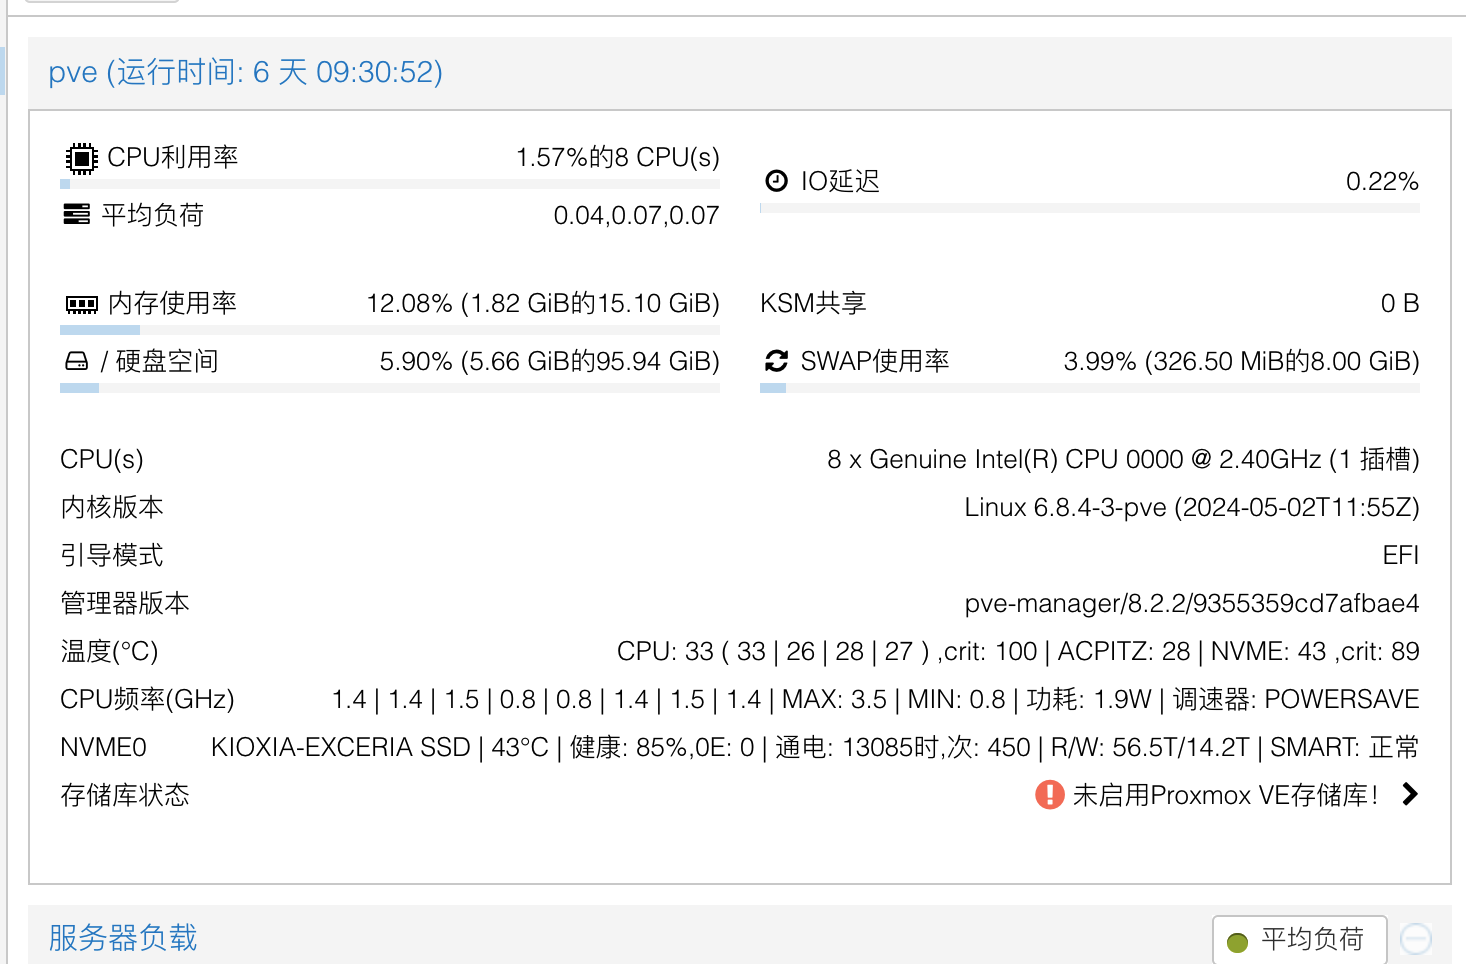 pve (运行时间: 6 天 09:30:52)
CPU利用率 1.57%的8 CPU(s)
IO延迟 0.22%
平均负荷 0.04,0.07,0.07
内存使用率 12.08% (1.82 GiB的15.10 GiB)
KSM共享 0 B
/ 硬盘空间 5.90% (5.66 GiB的95.94 GiB)
SWAP使用率 3.99% (326.50 MiB的8.00 GiB)
CPU(s) 8 x Genuine Intel(R) CPU 0000 @ 2.40GHz (1 插槽)
内核版本 Linux 6.8.4-3-pve (2024-05-02T11:55Z)
引导模式 EFI
管理器版本 pve-manager/8.2.2/9355359cd7afbae4
温度(°C) CPU: 33 ( 33 | 26 | 28 | 27 ) ,crit: 100 | ACPITZ: 28 | NVME: 43 ,crit: 89
CPU频率(GHz) 1.4 | 1.4 | 1.5 | 0.8 | 0.8 | 1.4 | 1.5 | 1.4 | MAX: 3.5 | MIN: 0.8 | 功耗: 1.9W | 调速器: POWERSAVE
NVME0 KIOXIA-EXCERIA SSD | 43°C | 健康: 85%,0E: 0 | 通电: 13085时,次: 450 | R/W: 56.5T/14.2T | SMART: 正常
存储库状态 未启用Proxmox VE存储库!
服务器负载 平均负荷